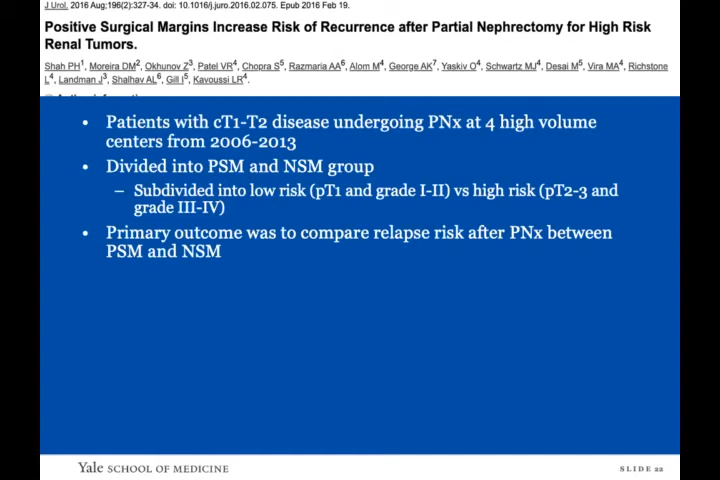 J Urol. 2016 Aug;196(2):327-34. doi: 10.1016/j.juro.2016.02.075. Epub 2016 Feb 19.
Positive Surgical Margins Increase Risk of Recurrence after Partial Nephrectomy for High Risk
Renal Tumors.
Shah PH1, Moreira DM2, Okhunov Z3, Patel VR4, Chopra S5, Razmaria AA6, Alom M4, George AK7, Yaskiv O4, Schwartz MJ4, Desai M5, Vira MA4, Richstone
L4, Landman J3, Shalhav AL6, Gill I5, Kavoussi LR4.
• Patients with cT1-T2 disease undergoing PNx at 4 high volume
centers from 2006-2013
• Divided into PSM and NSM group
– Subdivided into low risk (pT1 and grade I-II) vs high risk (pT2-3 and
grade III-IV)
• Primary outcome was to compare relapse risk after PNx between
PSM and NSM
Yale SCHOOL OF MEDICINE
SLIDE 22